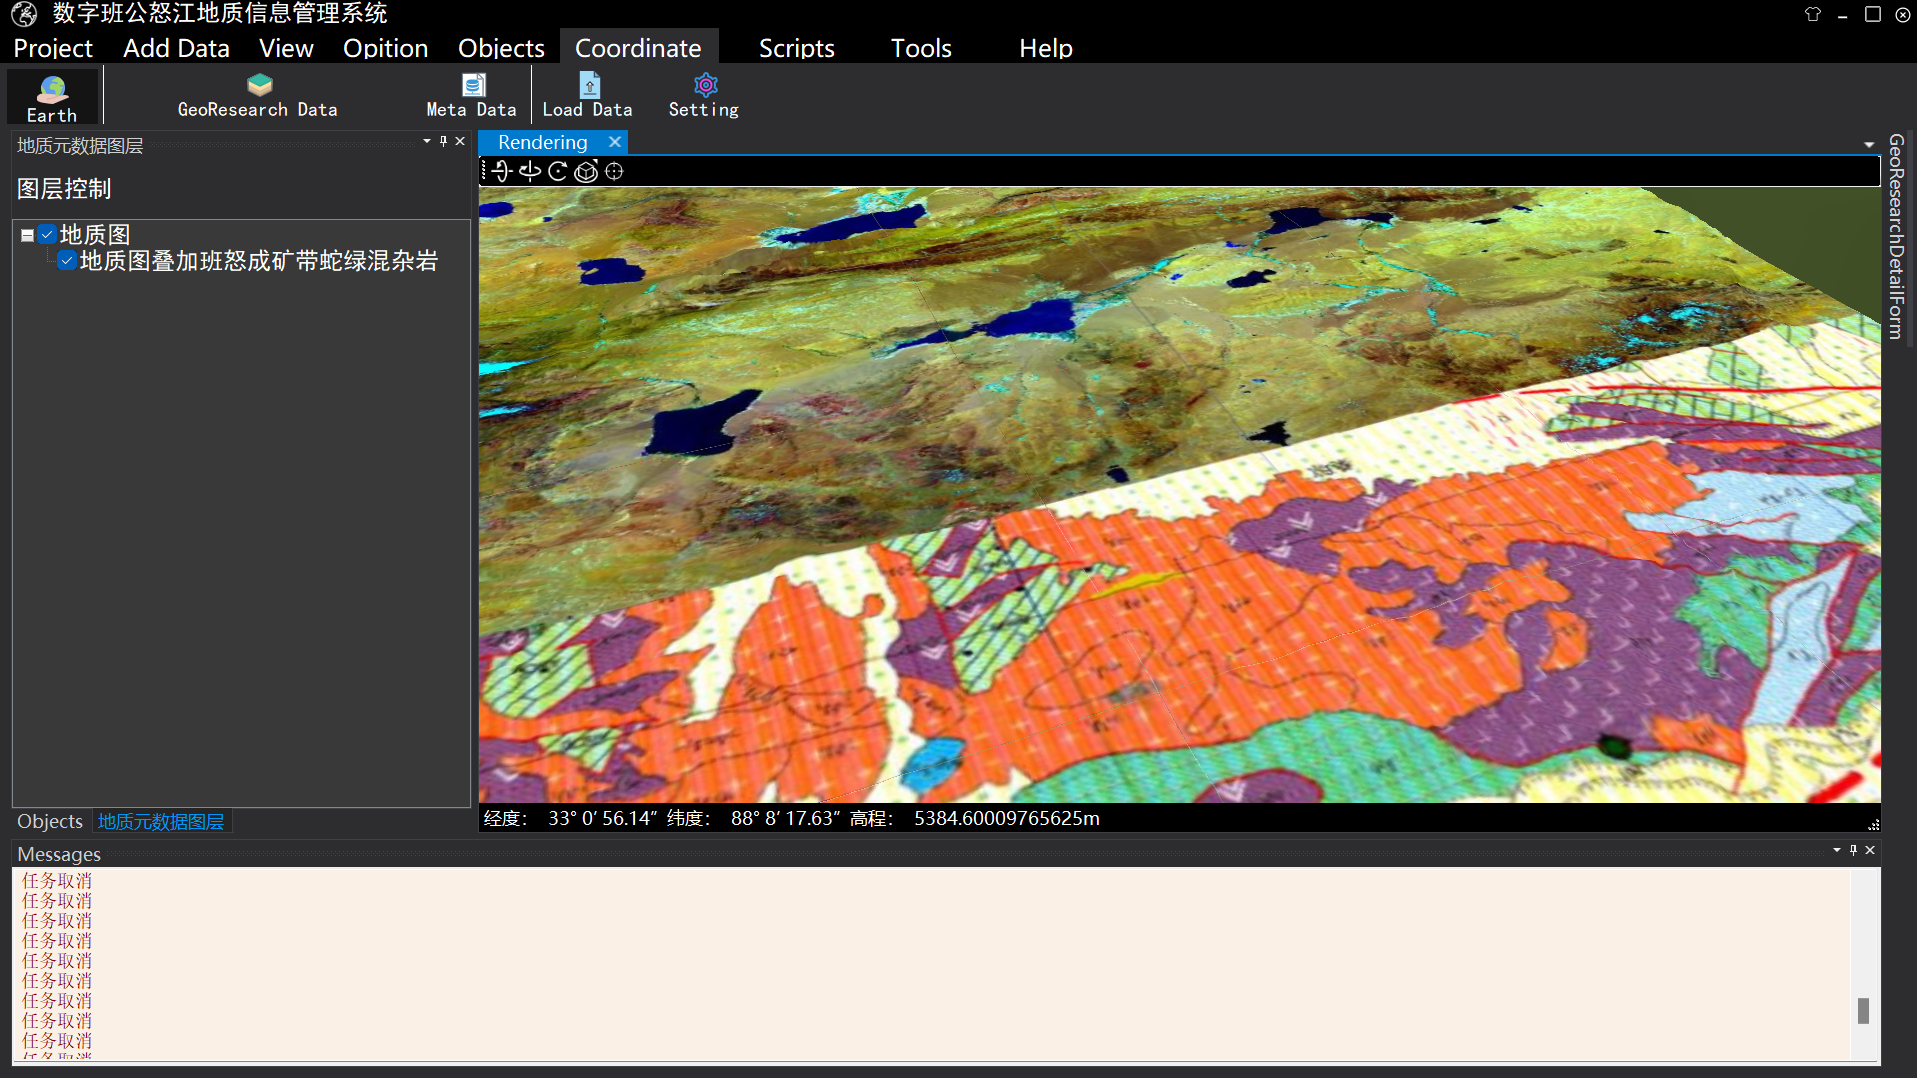 数字班公怒江地质信息管理系统
Project Add Data View Opition Objects Coordinate Scripts Tools Help
Earth GeoResearch Data Meta Data Load Data Setting
地质元数据图层
图层控制
地质图
地质图叠加班怒成矿带蛇绿混杂岩
Objects 地质元数据图层
Rendering
经度： 33° 0′ 56.14″ 纬度： 88° 8′ 17.63″ 高程： 5384.60009765625m
GeoResearchDetailForm
Messages
任务取消
任务取消
任务取消
任务取消
任务取消
任务取消
任务取消
任务取消
任务取消
任务取消